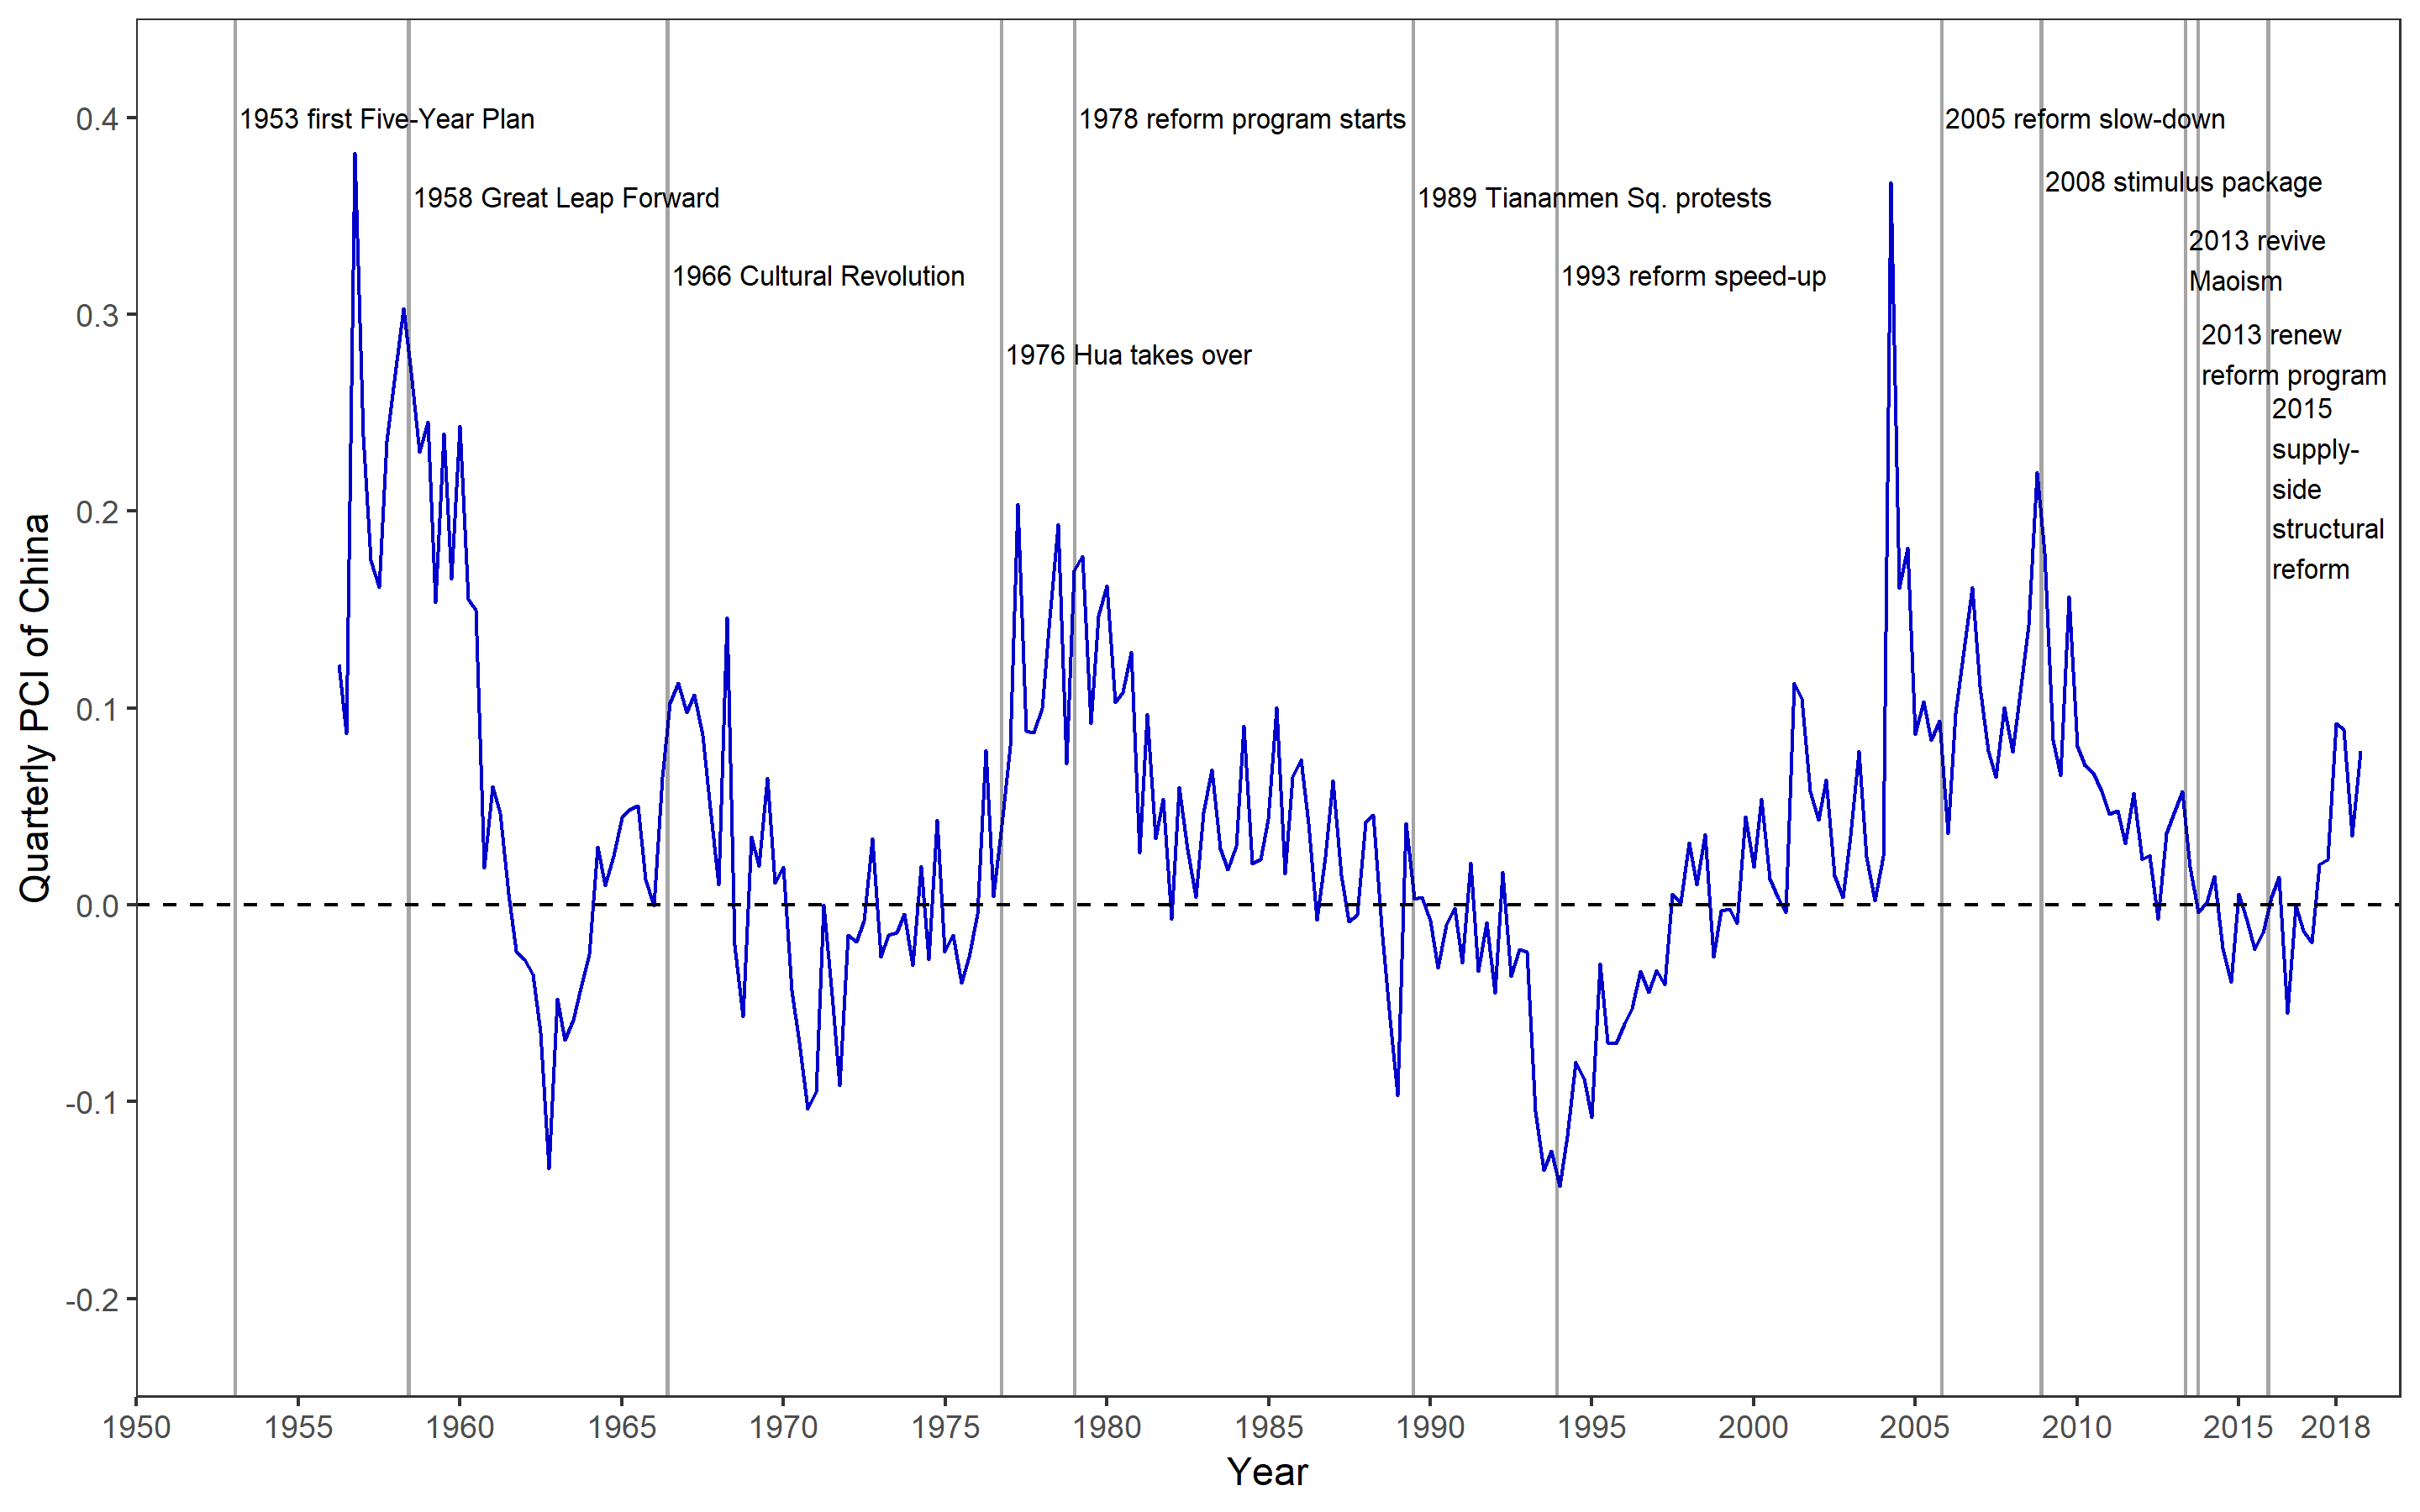 0.4
0.3
0.2
0.1
0.0
-0.1
-0.2
Quarterly PCI of China
1953 first Five-Year Plan
1958 Great Leap Forward
1966 Cultural Revolution
1976 Hua takes over
1978 reform program starts
1989 Tiananmen Sq. protests
1993 reform speed-up
2005 reform slow-down
2008 stimulus package
2013 revive
Maoism
2013 renew
reform program
2015
supply-
side
structural
reform
1950 1955 1960 1965 1970 1975 1980 1985 1990 1995 2000 2005 2010 2015 2018
Year